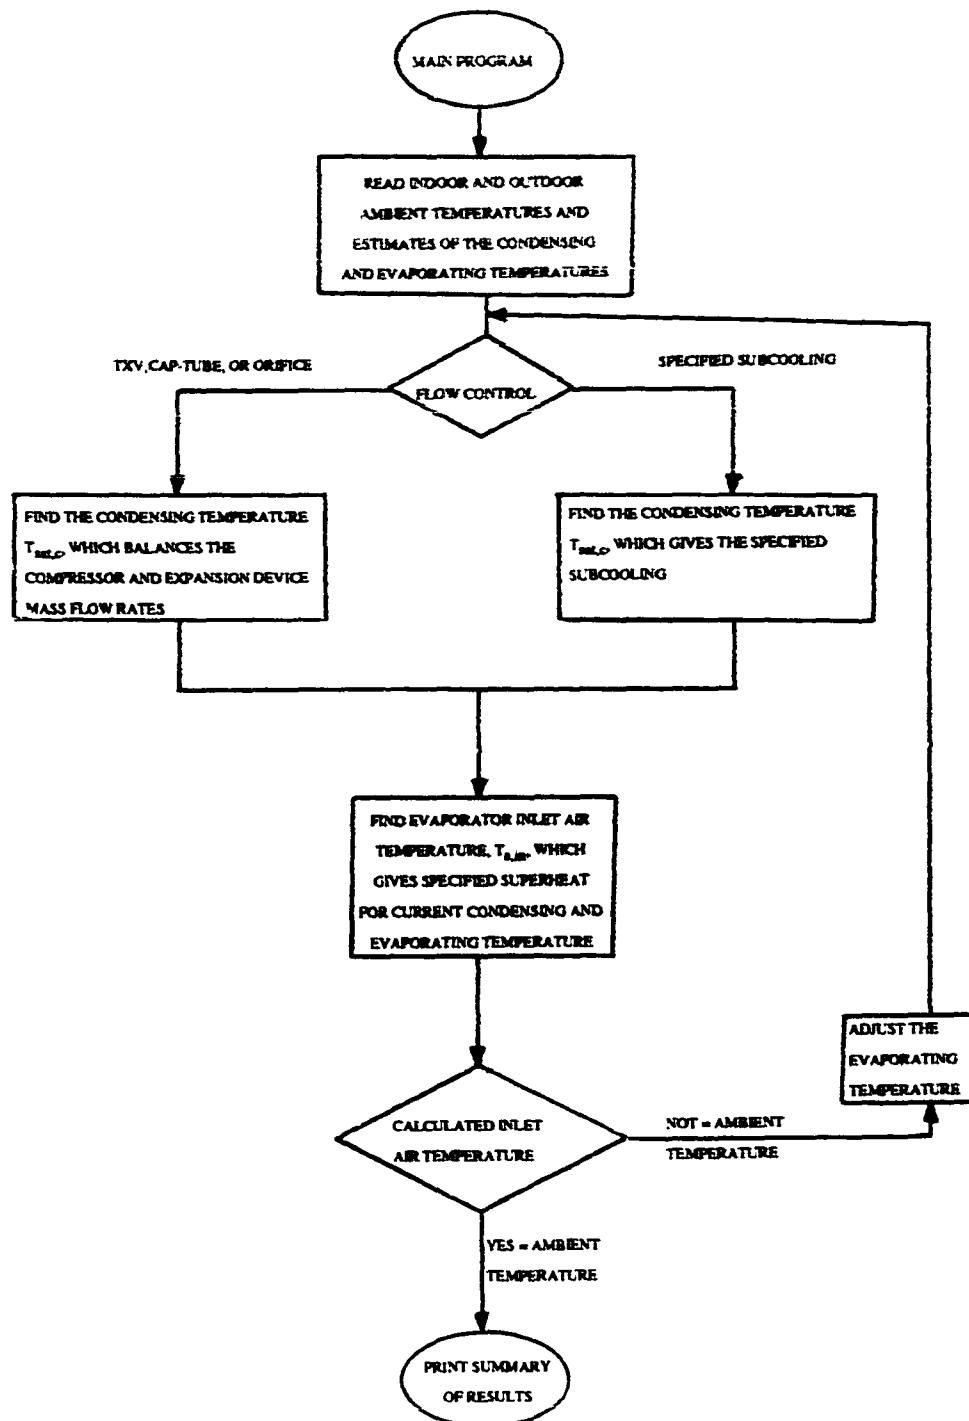 MAIN PROGRAM
READ INDOOR AND OUTDOOR
AMBIENT TEMPERATURES AND
ESTIMATES OF THE CONDENSING
AND EVAPORATING TEMPERATURES
TXV, CAP-TUBE, OR ORIFICE
SPECIFIED SUBCOOLING
FLOW CONTROL
FIND THE CONDENSING TEMPERATURE
T_sat,c, WHICH BALANCES THE
COMPRESSOR AND EXPANSION DEVICE
MASS FLOW RATES
FIND THE CONDENSING TEMPERATURE
T_sat,c, WHICH GIVES THE SPECIFIED
SUBCOOLING
FIND EVAPORATOR INLET AIR
TEMPERATURE, T_a,in, WHICH
GIVES SPECIFIED SUPERHEAT
FOR CURRENT CONDENSING AND
EVAPORATING TEMPERATURE
ADJUST THE
EVAPORATING
TEMPERATURE
CALCULATED INLET
AIR TEMPERATURE
NOT = AMBIENT
TEMPERATURE
YES = AMBIENT
TEMPERATURE
PRINT SUMMARY
OF RESULTS